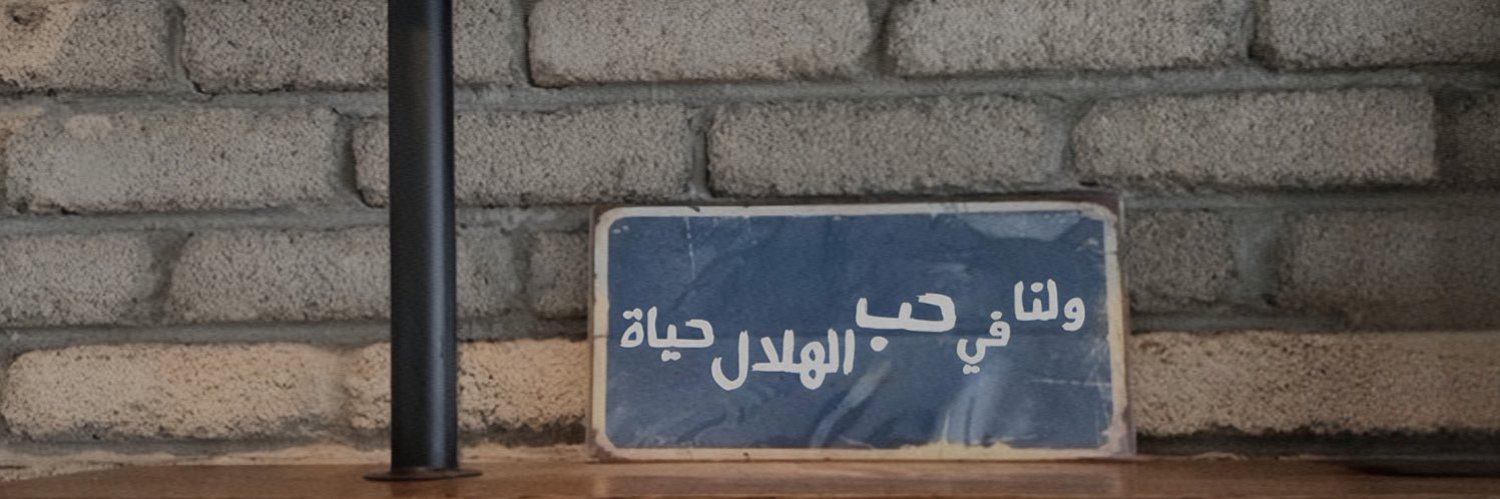 ولنا في حب الهلال حياة